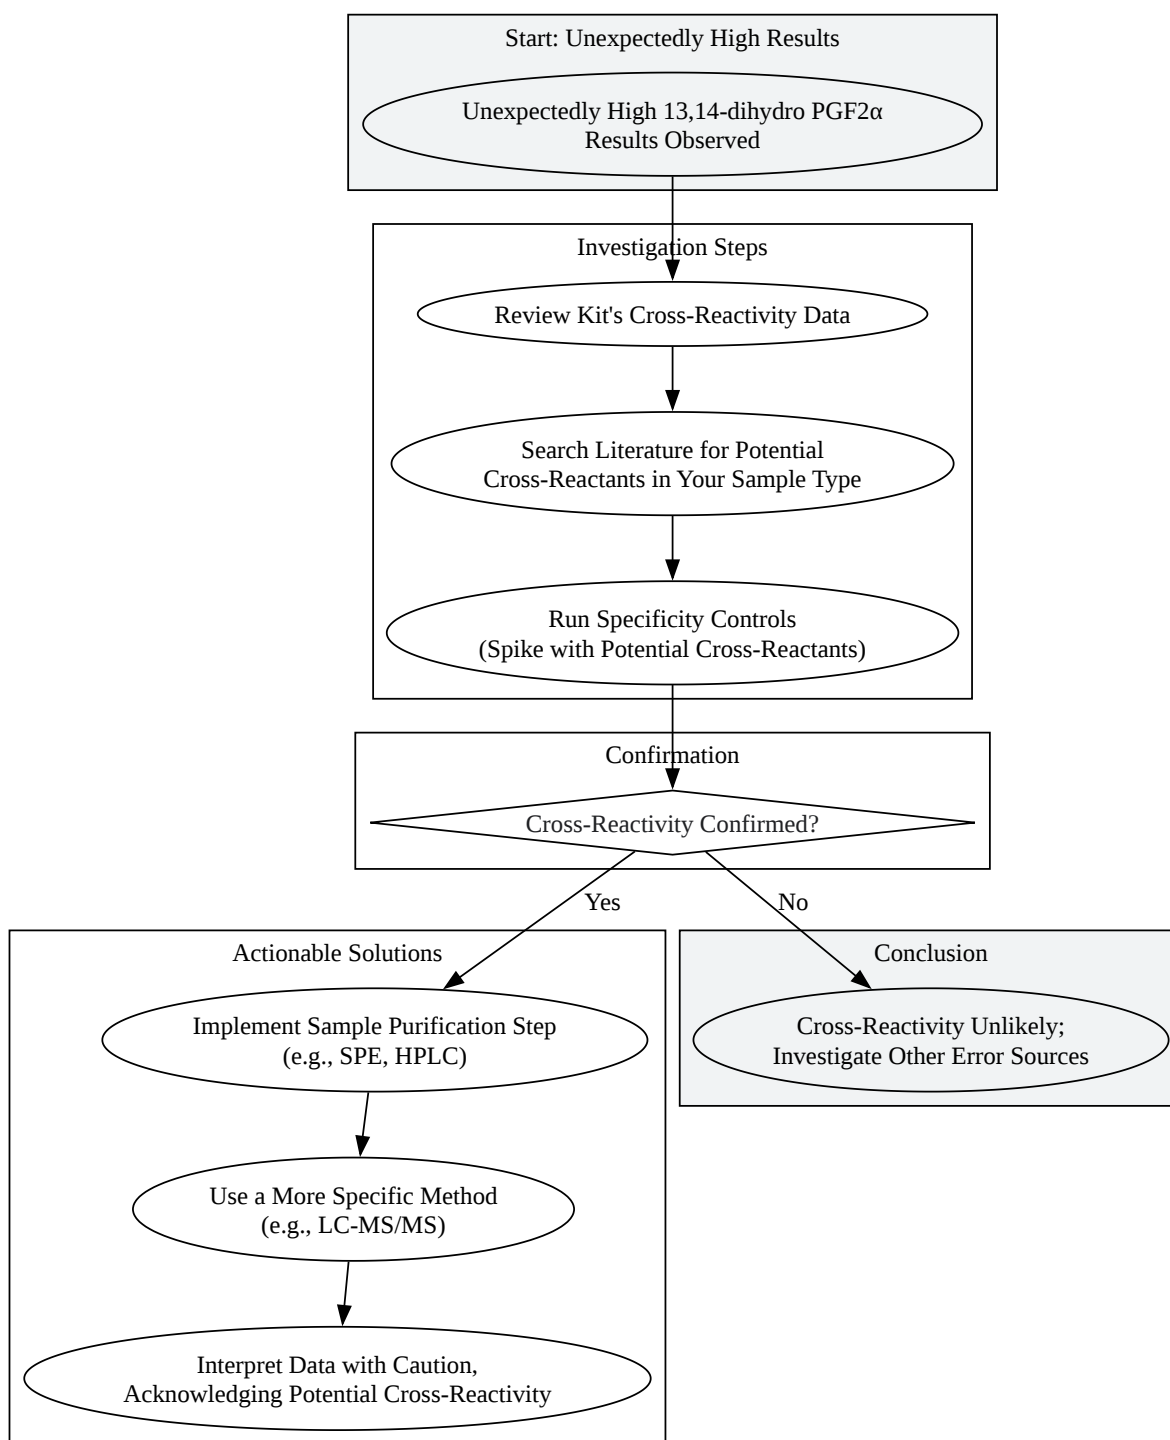 Start: Unexpectedly High Results
Unexpectedly High 13,14-dihydro PGF2α
Results Observed
Investigation Steps
Review Kit's Cross-Reactivity Data
Search Literature for Potential
Cross-Reactants in Your Sample Type
Run Specificity Controls
(Spike with Potential Cross-Reactants)
Confirmation
Cross-Reactivity Confirmed?
Yes
No
Actionable Solutions
Implement Sample Purification Step
(e.g., SPE, HPLC)
Use a More Specific Method
(e.g., LC-MS/MS)
Interpret Data with Caution,
Acknowledging Potential Cross-Reactivity
Conclusion
Cross-Reactivity Unlikely;
Investigate Other Error Sources